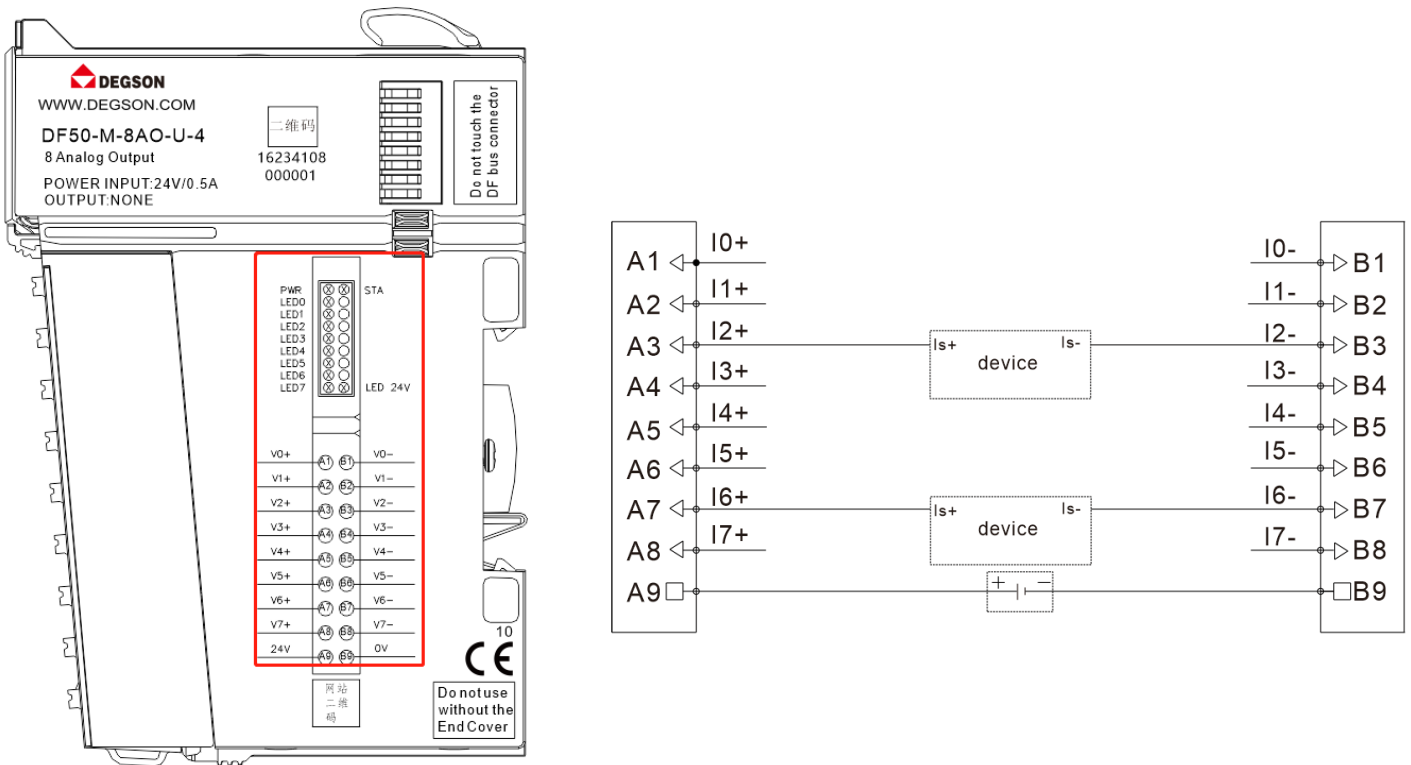 DEGSON
WWW.DEGSON.COM
DF50-M-8AO-U-4
8 Analog Output
POWER INPUT:24V/0.5A
OUTPUT:NONE
二维码
16234108
000001
Do not touch the
DF bus connector
PWR STA
LED0
LED1
LED2
LED3
LED4
LED5
LED6
LED7 LED 24V
V0+ A1 B1 V0-
V1+ A2 B2 V1-
V2+ A3 B3 V2-
V3+ A4 B4 V3-
V4+ A5 B5 V4-
V5+ A6 B6 V5-
V6+ A7 B7 V6-
V7+ A8 B8 V7-
24V A9 B9 0V
网站
二维
码
10
CE
Do not use
without the
End Cover
A1 I0+ I0- B1
A2 I1+ I1- B2
A3 I2+ Is+ device Is- I2- B3
A4 I3+ I3- B4
A5 I4+ I4- B5
A6 I5+ I5- B6
A7 I6+ Is+ device Is- I6- B7
A8 I7+ I7- B8
A9 + - B9